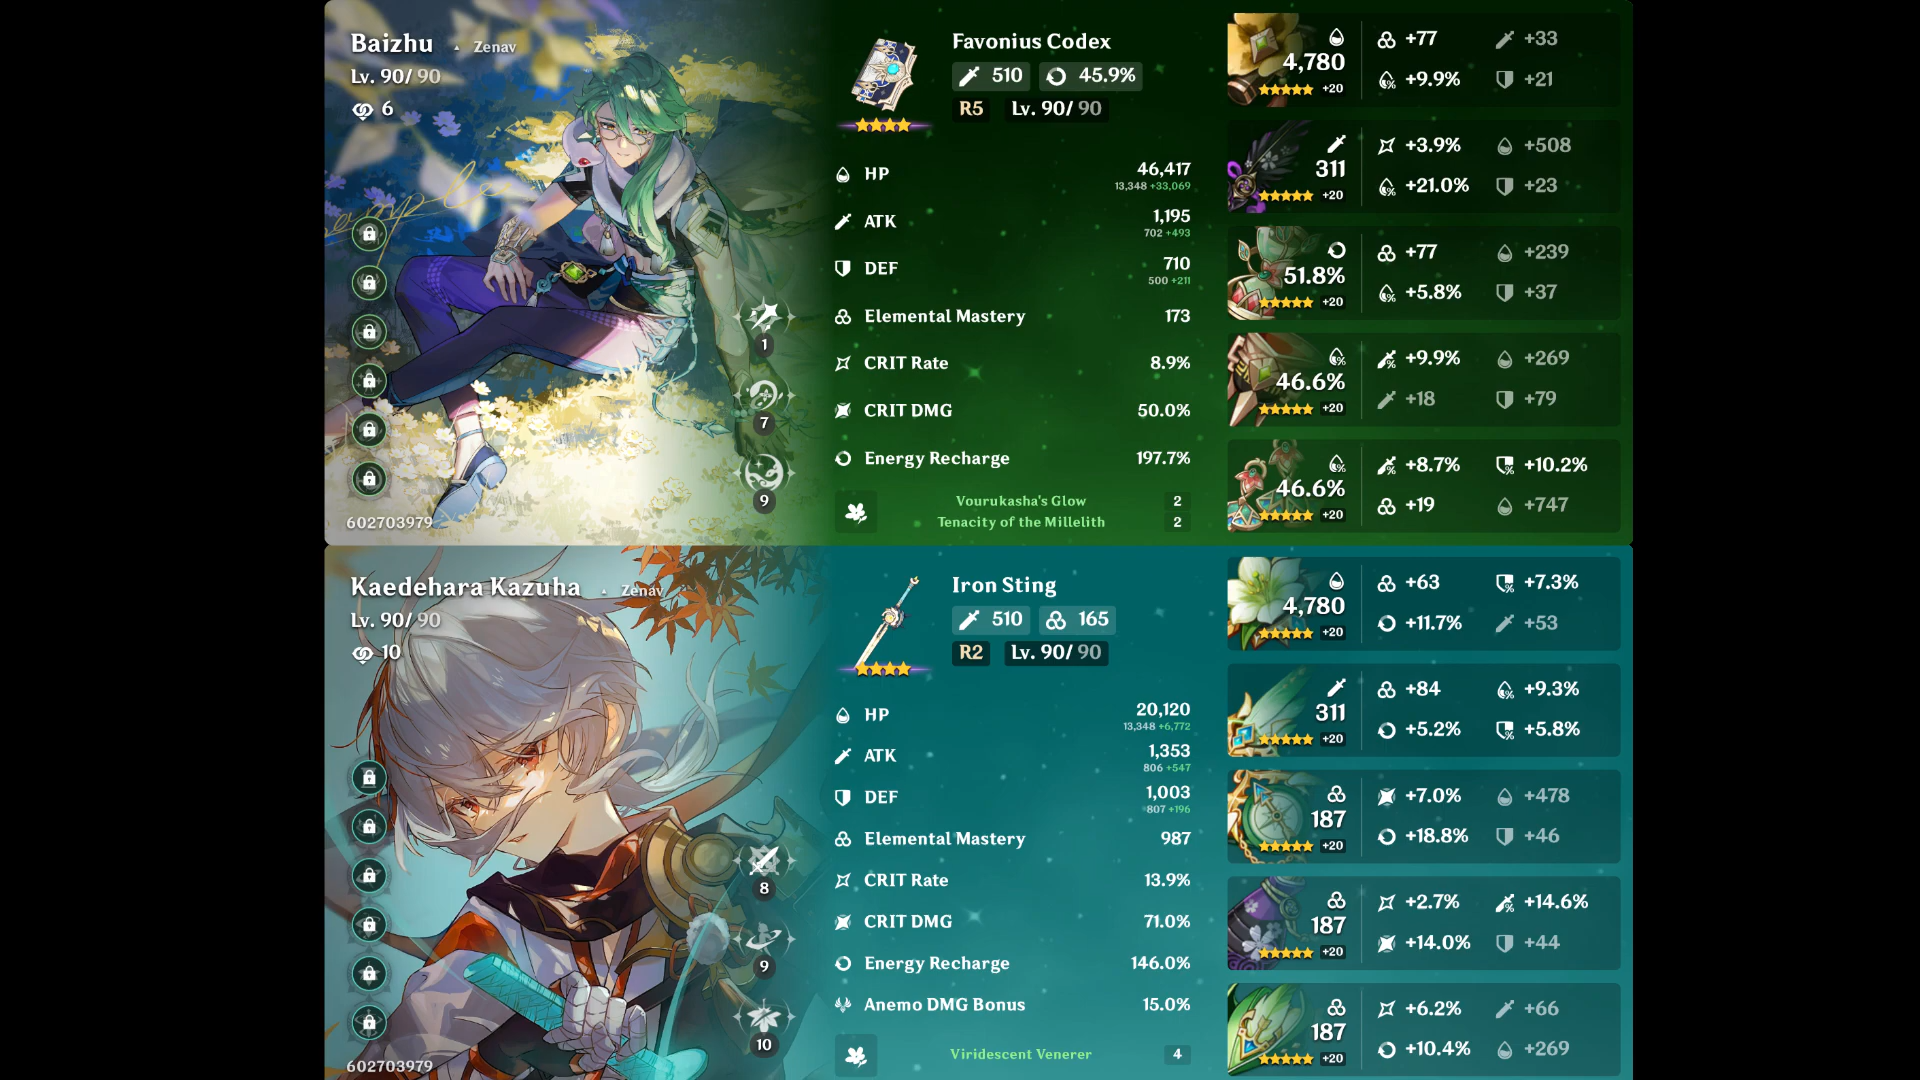 Baizhu ▲ Zenav
Lv. 90/ 90
6
1
7
9
602703979
Favonius Codex
510 45.9%
R5 Lv. 90/ 90
HP 46,417
13,348 +33,069
ATK 1,195
702 +493
DEF 710
500 +211
Elemental Mastery 173
CRIT Rate 8.9%
CRIT DMG 50.0%
Energy Recharge 197.7%
Vourukasha's Glow 2
Tenacity of the Millelith 2
4,780
+20
+77 +33
+9.9% +21
311
+20
+3.9% +508
+21.0% +23
51.8%
+20
+77 +239
+5.8% +37
46.6%
+20
+9.9% +269
+18 +79
46.6%
+20
+8.7% +10.2%
+19 +747
Kaedehara Kazuha ▲ Zenav
Lv. 90/ 90
10
8
9
10
602703979
Iron Sting
510 165
R2 Lv. 90/ 90
HP 20,120
13,348 +6,772
ATK 1,353
806 +547
DEF 1,003
807 +196
Elemental Mastery 987
CRIT Rate 13.9%
CRIT DMG 71.0%
Energy Recharge 146.0%
Anemo DMG Bonus 15.0%
Viridescent Venerer 4
4,780
+20
+63 +7.3%
+11.7% +53
311
+20
+84 +9.3%
+5.2% +5.8%
187
+20
+7.0% +478
+18.8% +46
187
+20
+2.7% +14.6%
+14.0% +44
187
+20
+6.2% +66
+10.4% +269